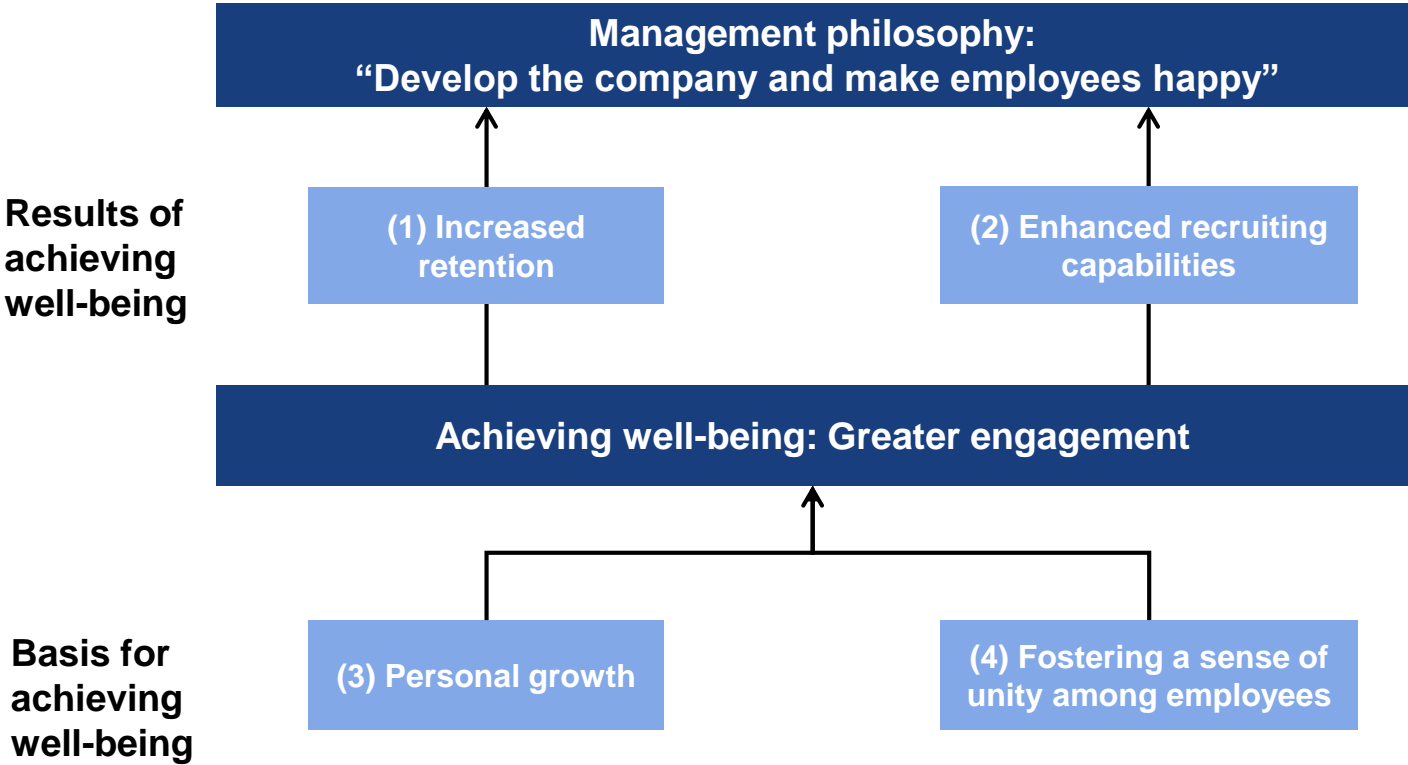 Management philosophy:
“Develop the company and make employees happy”
Results of
achieving
well-being
(1) Increased
retention
(2) Enhanced recruiting
capabilities
Achieving well-being: Greater engagement
Basis for
achieving
well-being
(3) Personal growth
(4) Fostering a sense of
unity among employees